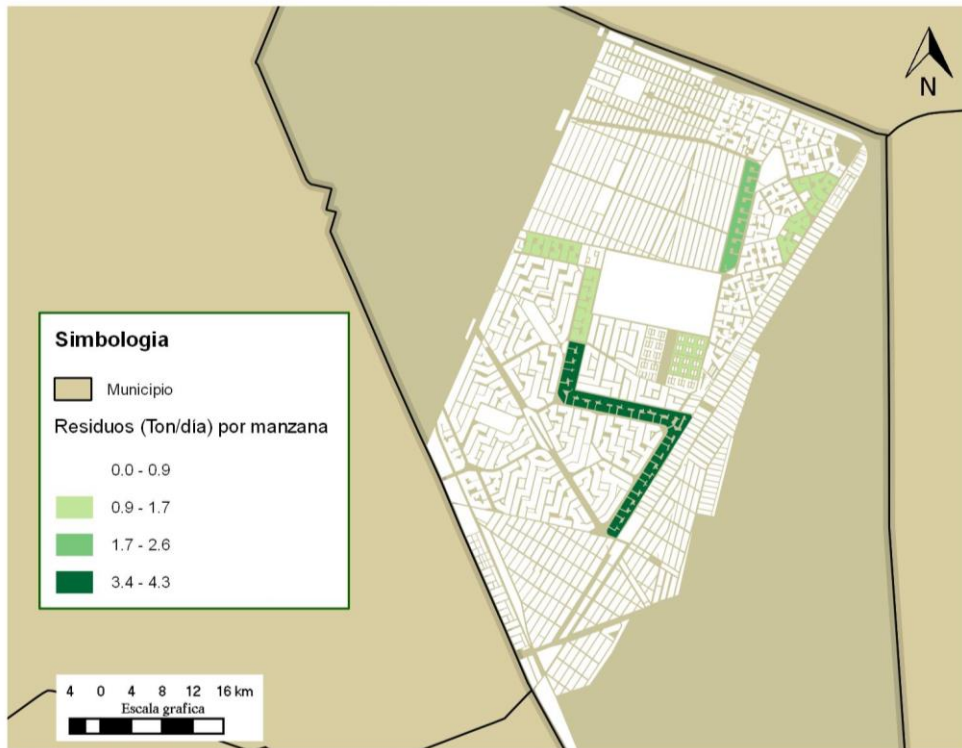 N
Simbologia
Municipio
Residuos (Ton/día) por manzana
0.0 - 0.9
0.9 - 1.7
1.7 - 2.6
3.4 - 4.3
4 0 4 8 12 16 km
Escala grafica